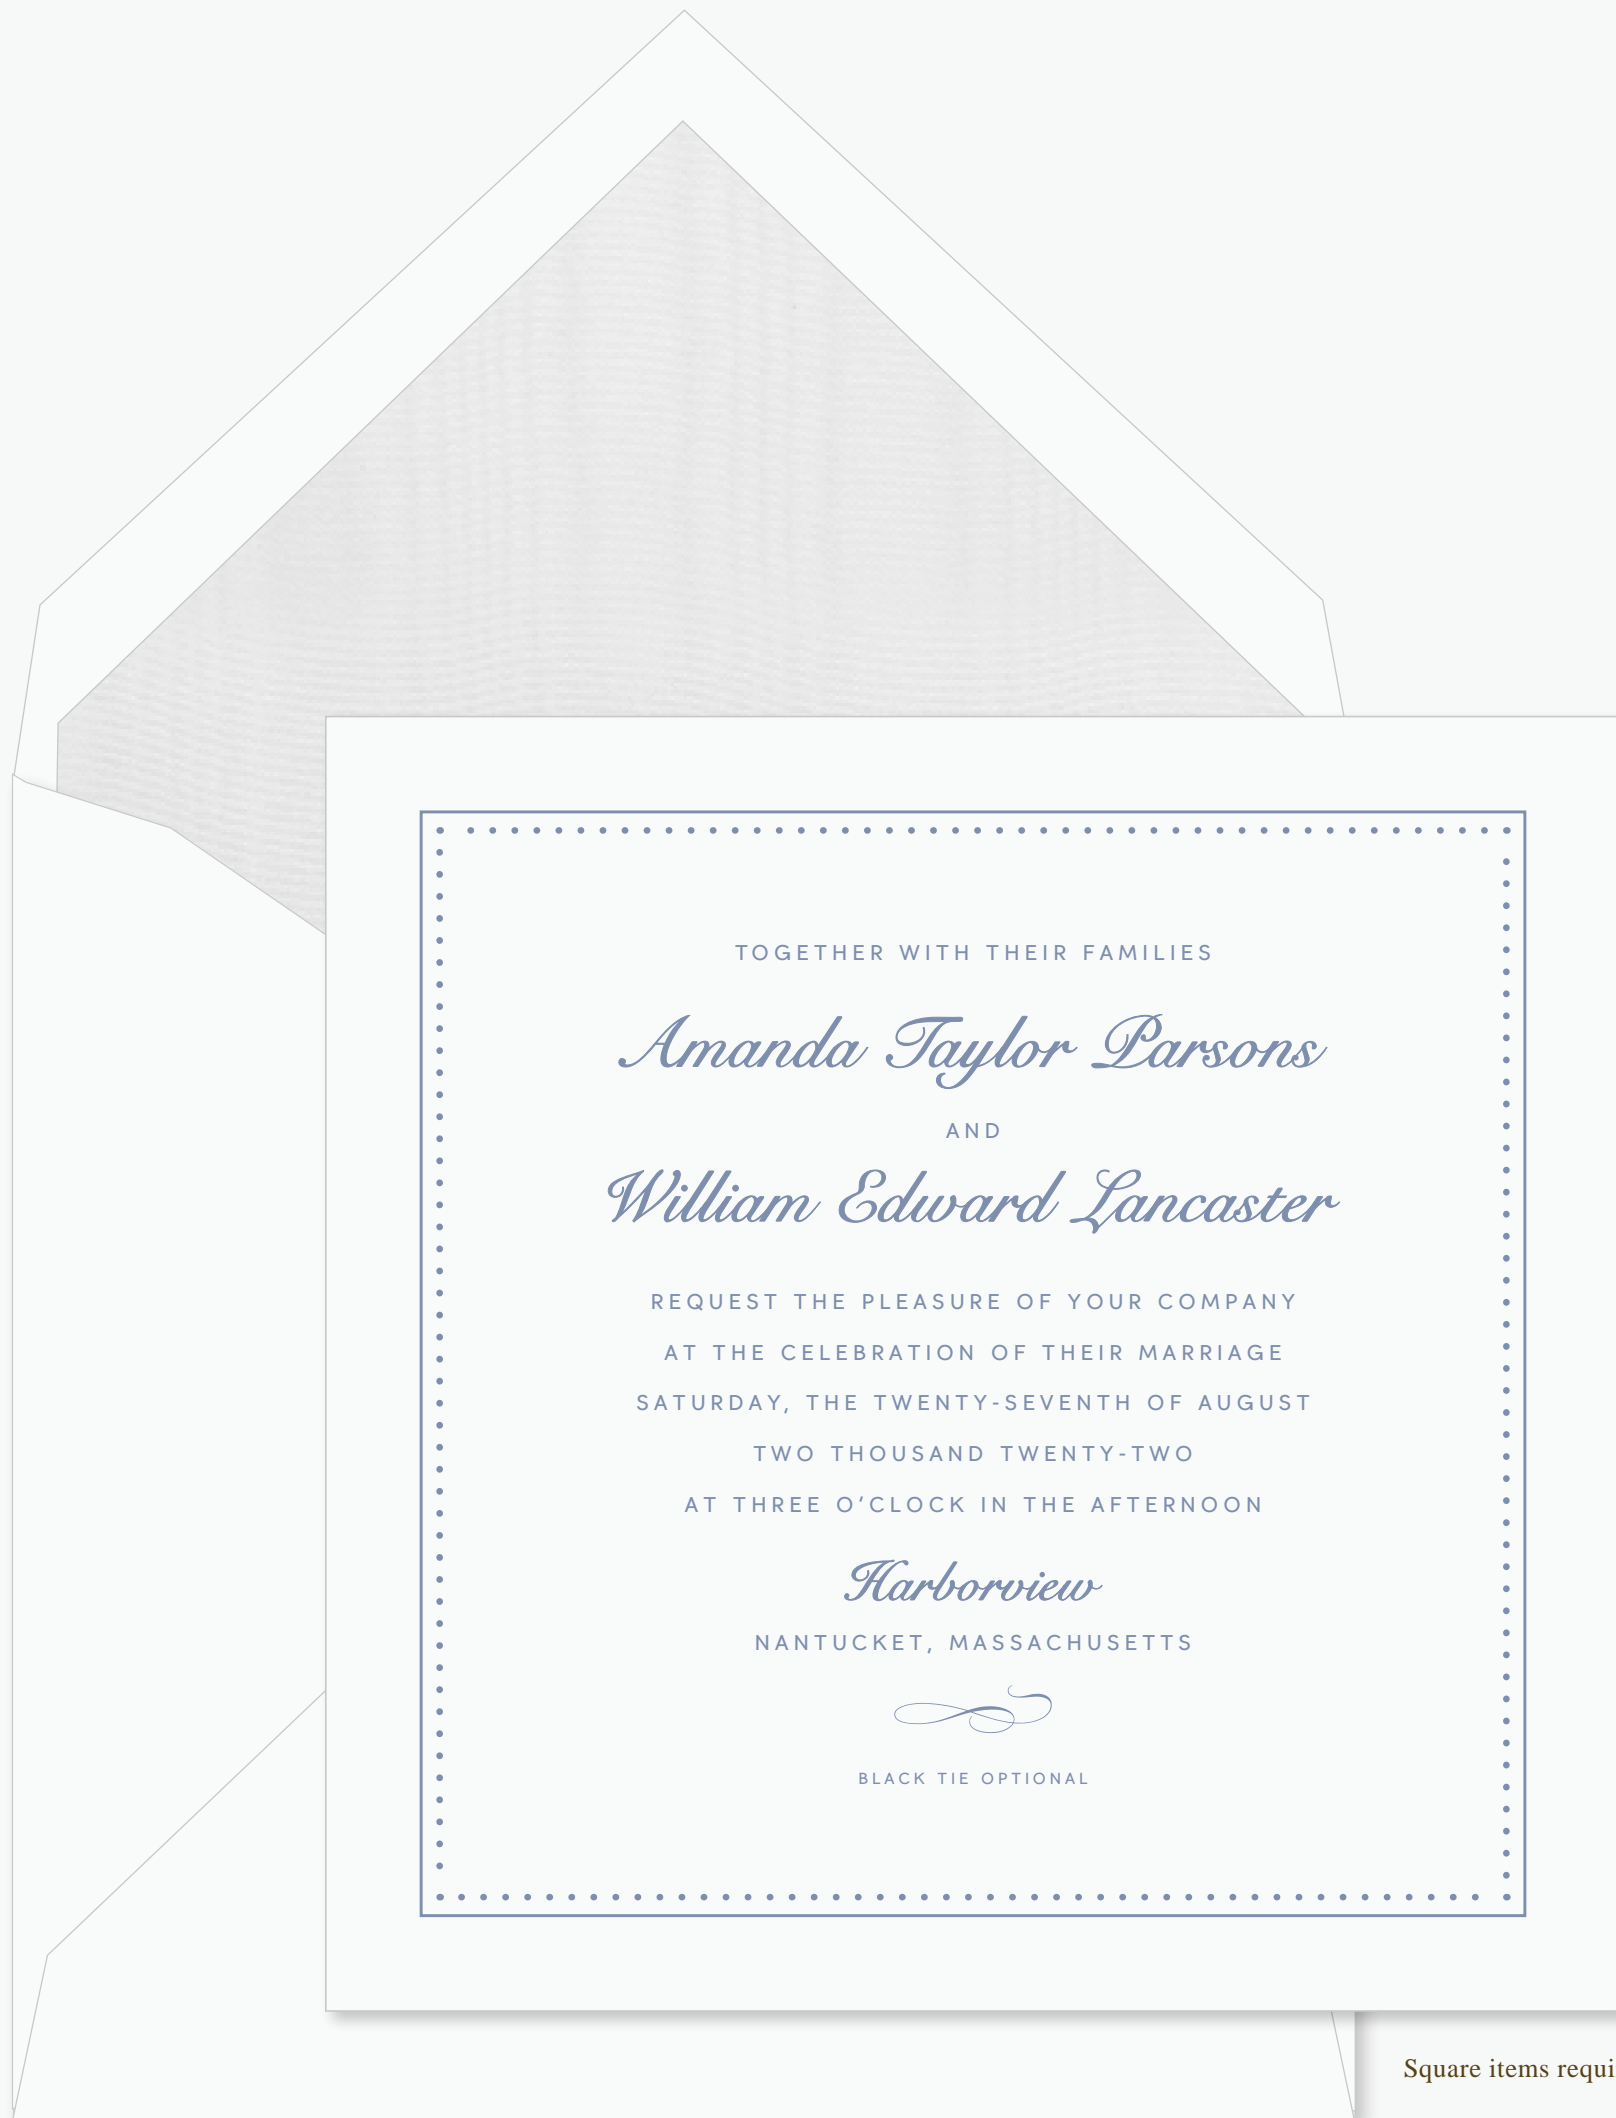 TOGETHER WITH THEIR FAMILIES
Amanda Taylor Parsons
AND
William Edward Lancaster
REQUEST THE PLEASURE OF YOUR COMPANY
AT THE CELEBRATION OF THEIR MARRIAGE
SATURDAY, THE TWENTY-SEVENTH OF AUGUST
TWO THOUSAND TWENTY-TWO
AT THREE O’CLOCK IN THE AFTERNOON
Harborview
NANTUCKET, MASSACHUSETTS
BLACK TIE OPTIONAL
Square items